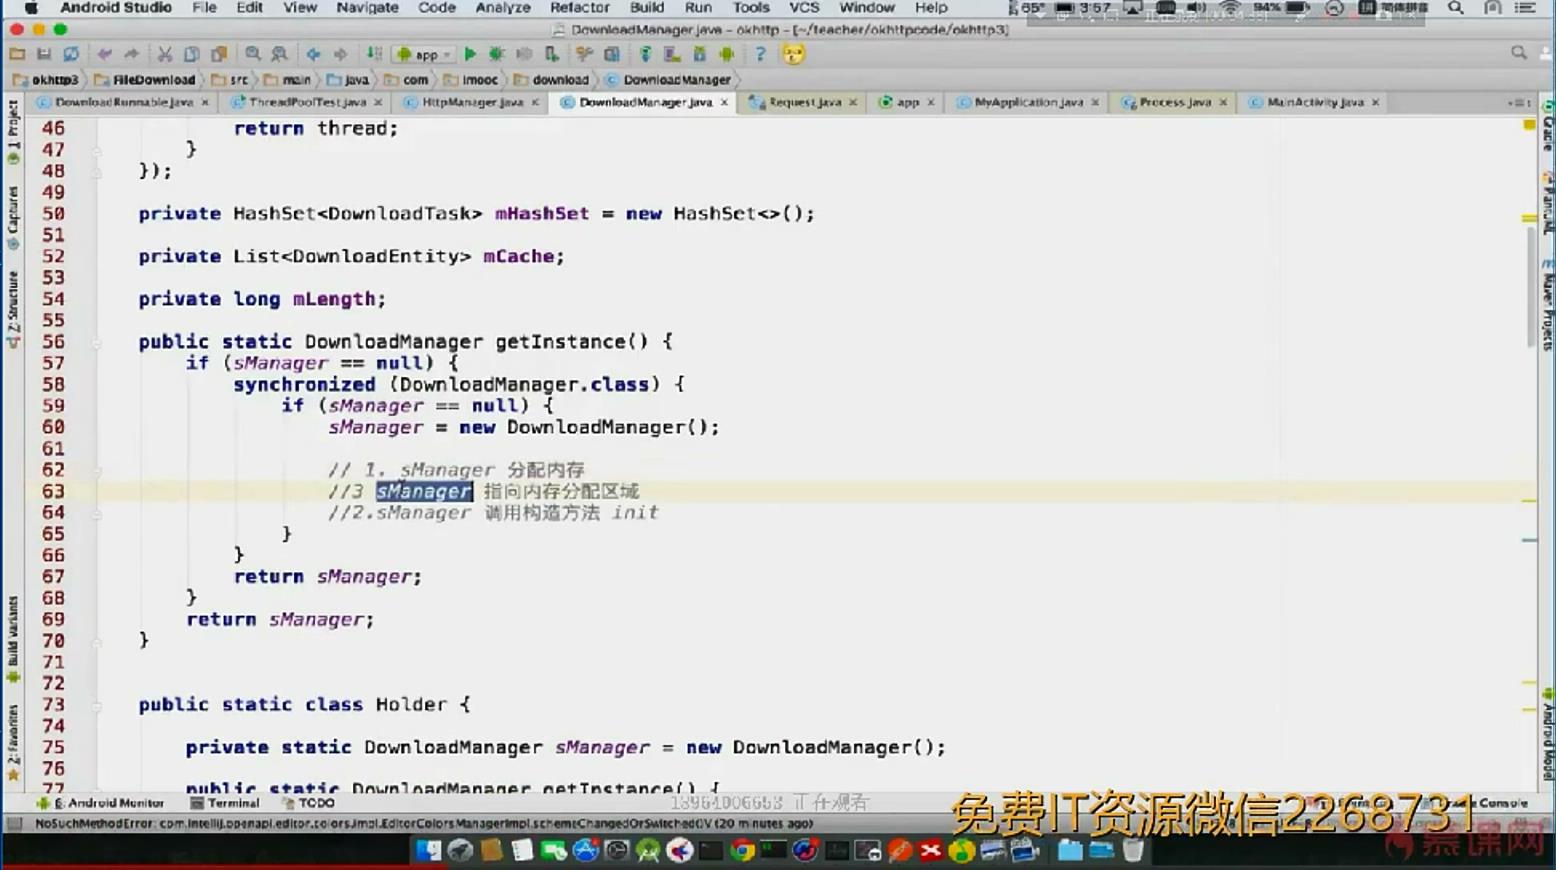 Android Studio File Edit View Navigate Code Analyze Refactor Build Run Tools VCS Window Help 65° 3:57 94%
DownloadManager.java - okhttp - [~/teacher/okhttpcode/okhttp3]
app
okhttp3 FileDownload src main java com imooc download DownloadManager
DownloadRunnable.java ThreadPoolTest.java HttpManager.java DownloadManager.java Request.java app MyApplication.java Process.java MainActivity.java
1: Project
Captures
7: Structure
Build Variants
2: Favorites
46 return thread;
47 }
48 });
49
50 private HashSet<DownloadTask> mHashSet = new HashSet<>();
51
52 private List<DownloadEntity> mCache;
53
54 private long mLength;
55
56 public static DownloadManager getInstance() {
57 if (sManager == null) {
58 synchronized (DownloadManager.class) {
59 if (sManager == null) {
60 sManager = new DownloadManager();
61
62 // 1. sManager 分配内存
63 //3 sManager 指向内存分配区域
64 //2.sManager 调用构造方法 init
65 }
66 }
67 return sManager;
68 }
69 return sManager;
70 }
71
72
73 public static class Holder {
74
75 private static DownloadManager sManager = new DownloadManager();
76
77 public static DownloadManager getInstance() {
Gradle
PlantUML
Maven Projects
Android Model
6: Android Monitor Terminal TODO
正在观看
Gradle Console
NoSuchMethodError: com.intellij.openapi.editor.colors.impl.EditorColorsManagerImpl.schemeChangedOrSwitched()V (20 minutes ago)
免费IT资源微信2268731
慕课网